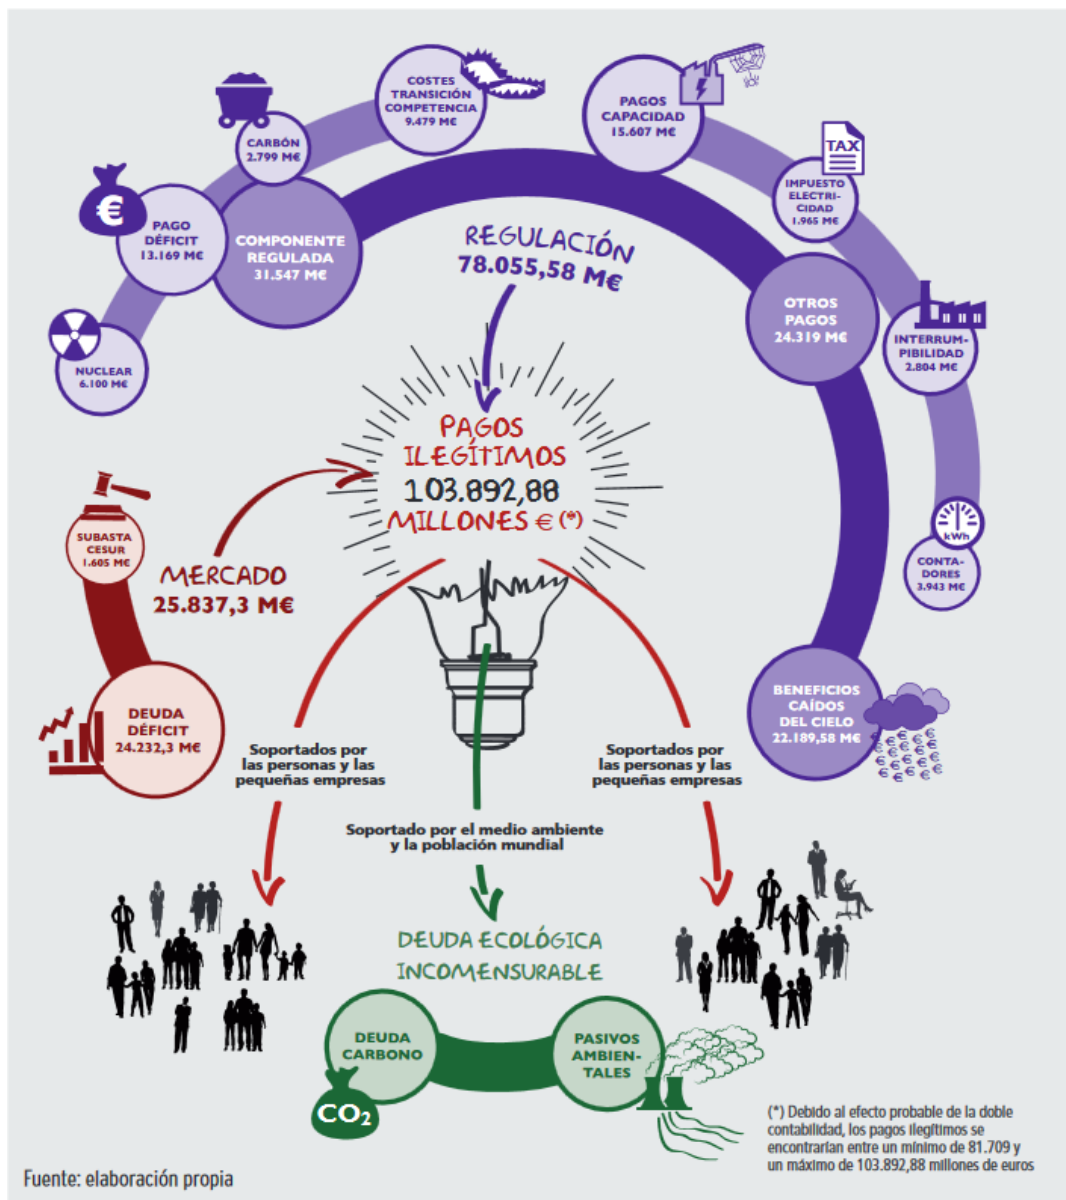 COSTES
TRANSICIÓN
COMPETENCIA
9.479 M€
CARBÓN
2.799 M€
€
PAGO
DÉFICIT
13.169 M€
NUCLEAR
6.100 M€
COMPONENTE
REGULADA
31.547 M€
PAGOS
CAPACIDAD
15.607 M€
TAX
IMPUESTO
ELECTRI-
CIDAD
1.965 M€
REGULACIÓN
78.055,58 M€
OTROS
PAGOS
24.319 M€
INTERRUM-
PIBILIDAD
2.804 M€
kWh
CONTA-
DORES
3.943 M€
BENEFICIOS
CAÍDOS
DEL CIELO
22.189,58 M€
PAGOS
ILEGÍTIMOS
103.892,88
MILLONES € (*)
SUBASTA
CESUR
1.605 M€
MERCADO
25.837,3 M€
DEUDA
DÉFICIT
24.232,3 M€
Soportados por
las personas y las
pequeñas empresas
Soportados por
las personas y las
pequeñas empresas
Soportado por el medio ambiente
y la población mundial
DEUDA ECOLÓGICA
INCOMENSURABLE
DEUDA
CARBONO
CO₂
PASIVOS
AMBIEN-
TALES
(*) Debido al efecto probable de la doble
contabilidad, los pagos ilegítimos se
encontrarían entre un mínimo de 81.709 y
un máximo de 103.892,88 millones de euros
Fuente: elaboración propia